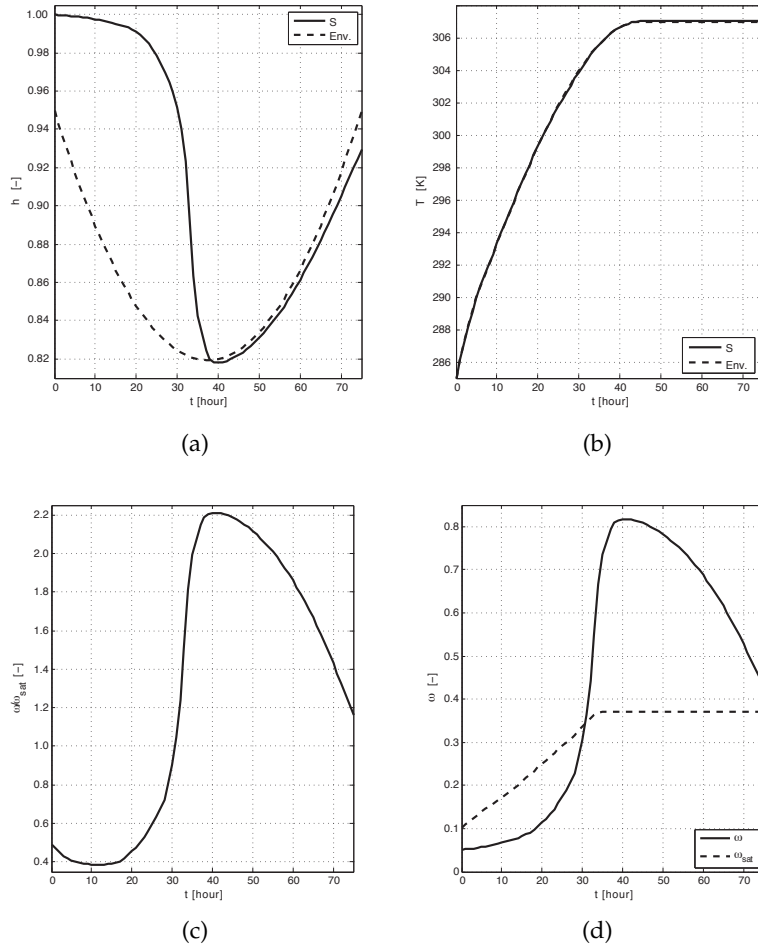 1.00
0.98
0.96
0.94
0.92
0.90
0.88
0.86
0.84
0.82
h [-]
S
Env.
0 10 20 30 40 50 60 70
t [hour]
(a)
306
304
302
300
298
296
294
292
290
288
286
T [K]
S
Env.
0 10 20 30 40 50 60 70
t [hour]
(b)
2.2
2.0
1.8
1.6
1.4
1.2
1.0
0.8
0.6
0.4
ω/ω sat [-]
0 10 20 30 40 50 60 70
t [hour]
(c)
0.8
0.7
0.6
0.5
0.4
0.3
0.2
0.1
0
ω [-]
ω
ω sat
0 10 20 30 40 50 60 70
t [hour]
(d)